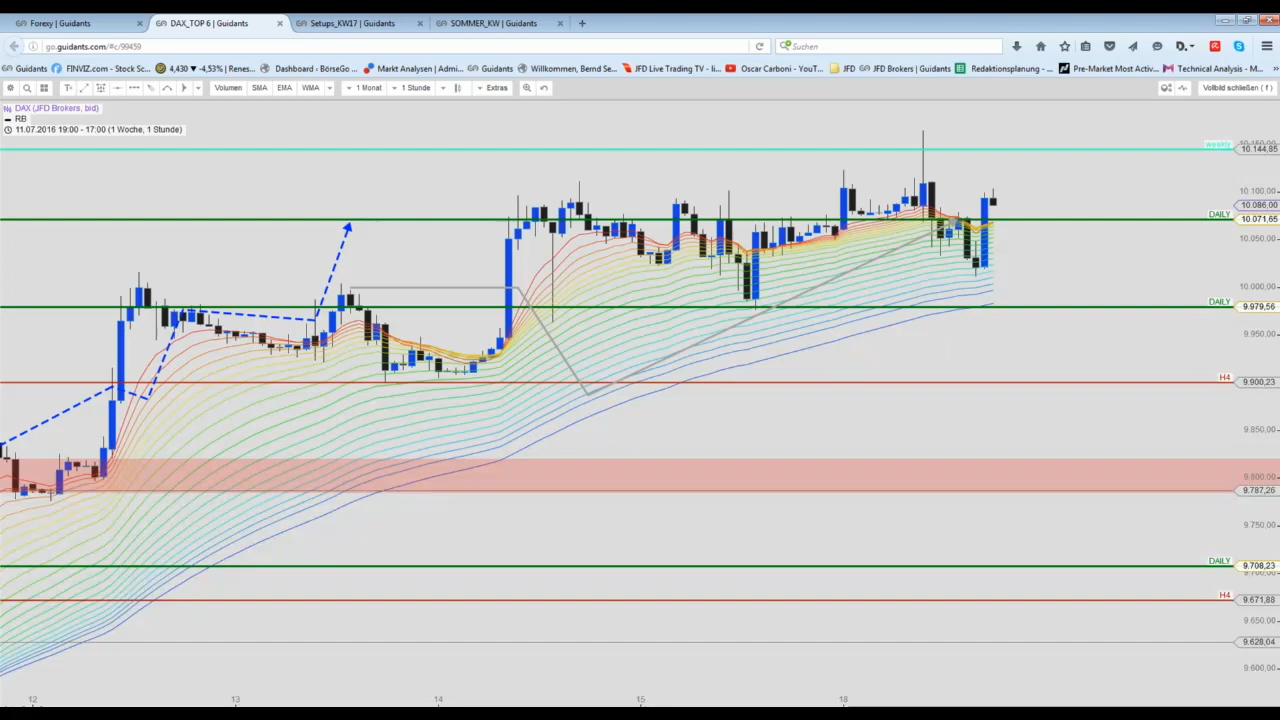 Forexy | Guidants
DAX_TOP 6 | Guidants
Setups_KW17 | Guidants
SOMMER_KW | Guidants
go.guidants.com/#c/99459
Suchen
Guidants
FINVIZ.com - Stock Sc...
4,430 ▼ -4,53% | Renes...
Dashboard - BörseGo ...
Markt Analysen | Admi...
Guidants
Willkommen, Bernd Se...
JFD Live Trading TV - li...
Oscar Carboni - YouT...
JFD
JFD Brokers | Guidants
Redaktionsplanung - ...
Pre-Market Most Activ...
Technical Analysis - M...
Volumen
SMA
EMA
WMA
1 Monat
1 Stunde
Extras
Vollbild schließen ( f )
DAX (JFD Brokers, bid)
RB
11.07.2016 19:00 - 17:00 (1 Woche, 1 Stunde)
weekly
10.144,85
10.100,00
10.086,00
DAILY
10.071,65
10.050,00
10.000,00
DAILY
9.979,56
9.950,00
H4
9.900,23
9.850,00
9.800,00
9.787,26
9.750,00
DAILY
9.708,23
H4
9.671,88
9.650,00
9.628,04
9.600,00
12
13
14
15
18